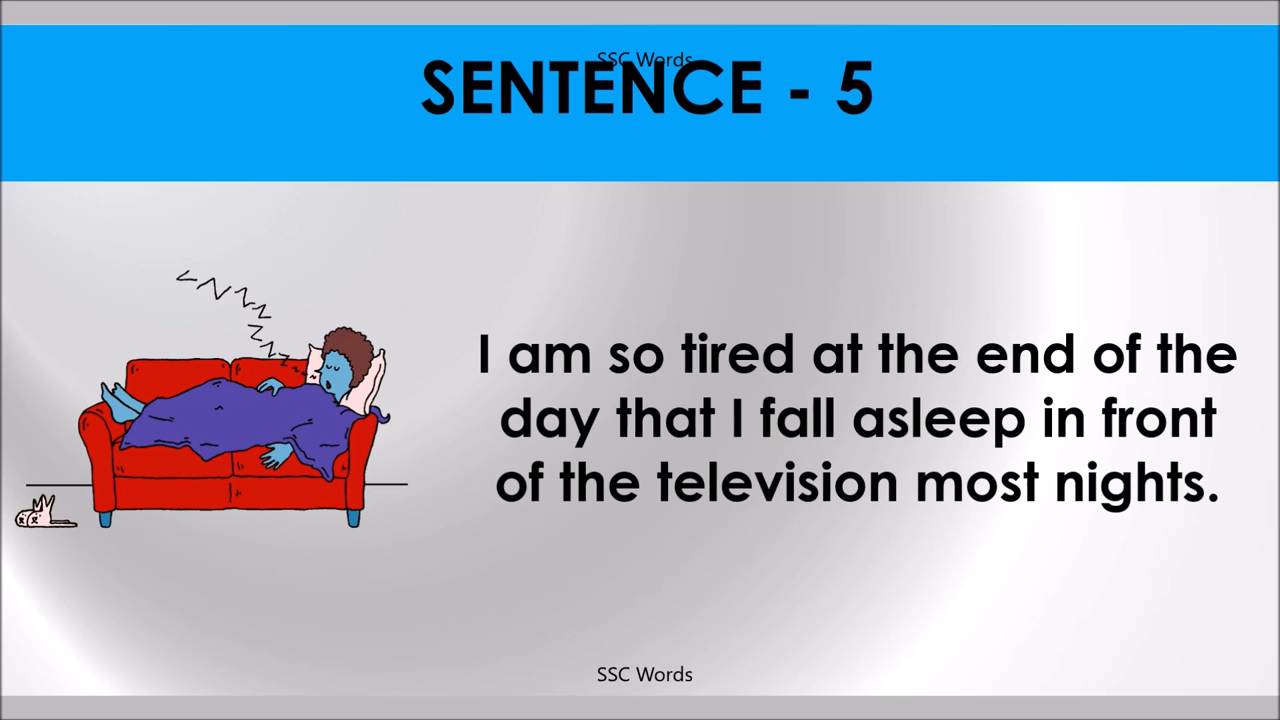 SSC Words
SENTENCE - 5
I am so tired at the end of the
day that I fall asleep in front
of the television most nights.
SSC Words